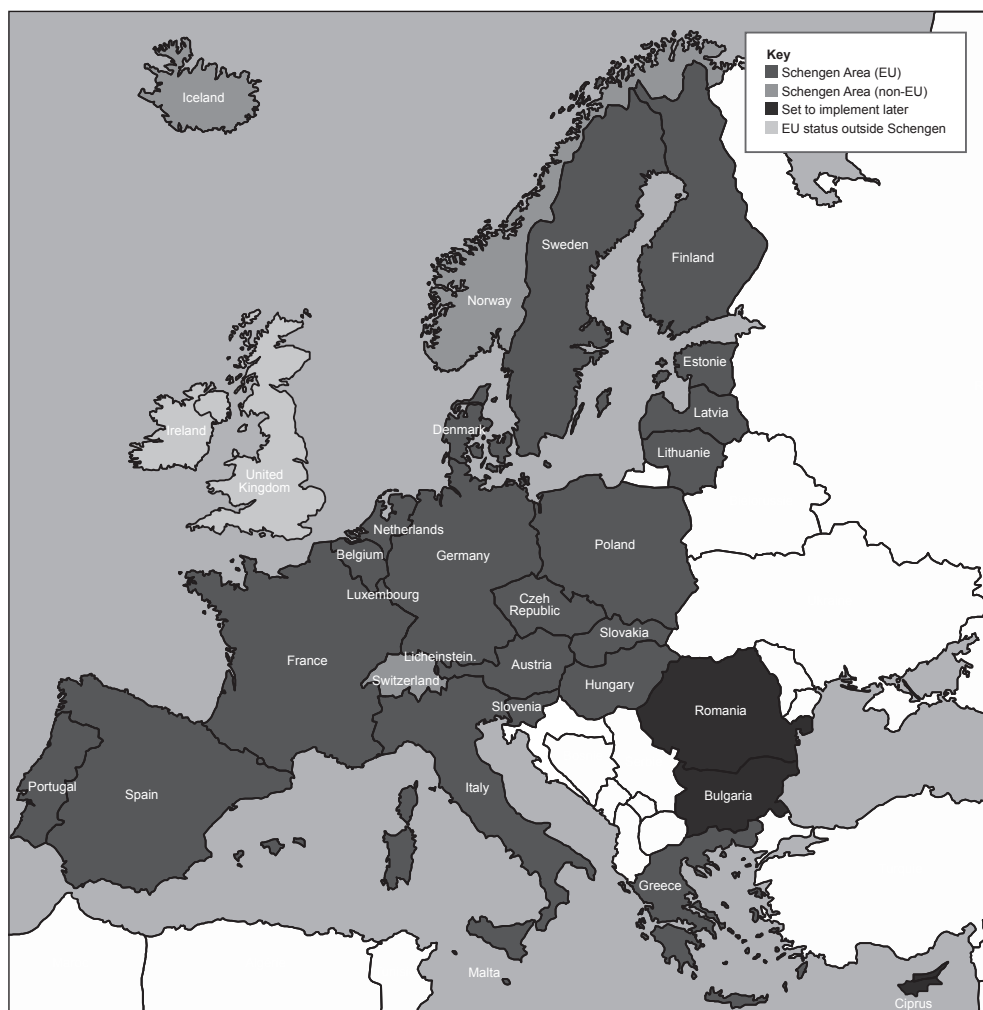 Key
Schengen Area (EU)
Schengen Area (non-EU)
Set to implement later
EU status outside Schengen
Iceland
Sweden
Finland
Norway
Estonie
Latvia
Lithuanie
Denmark
Ireland
United
Kingdom
Netherlands
Belgium
Germany
Poland
Luxembourg
Czeh
Republic
Slovakia
France
Licheinstein.
Switzerland
Austria
Hungary
Slovenia
Romania
Portugal
Spain
Italy
Bulgaria
Greece
Malta
Ciprus